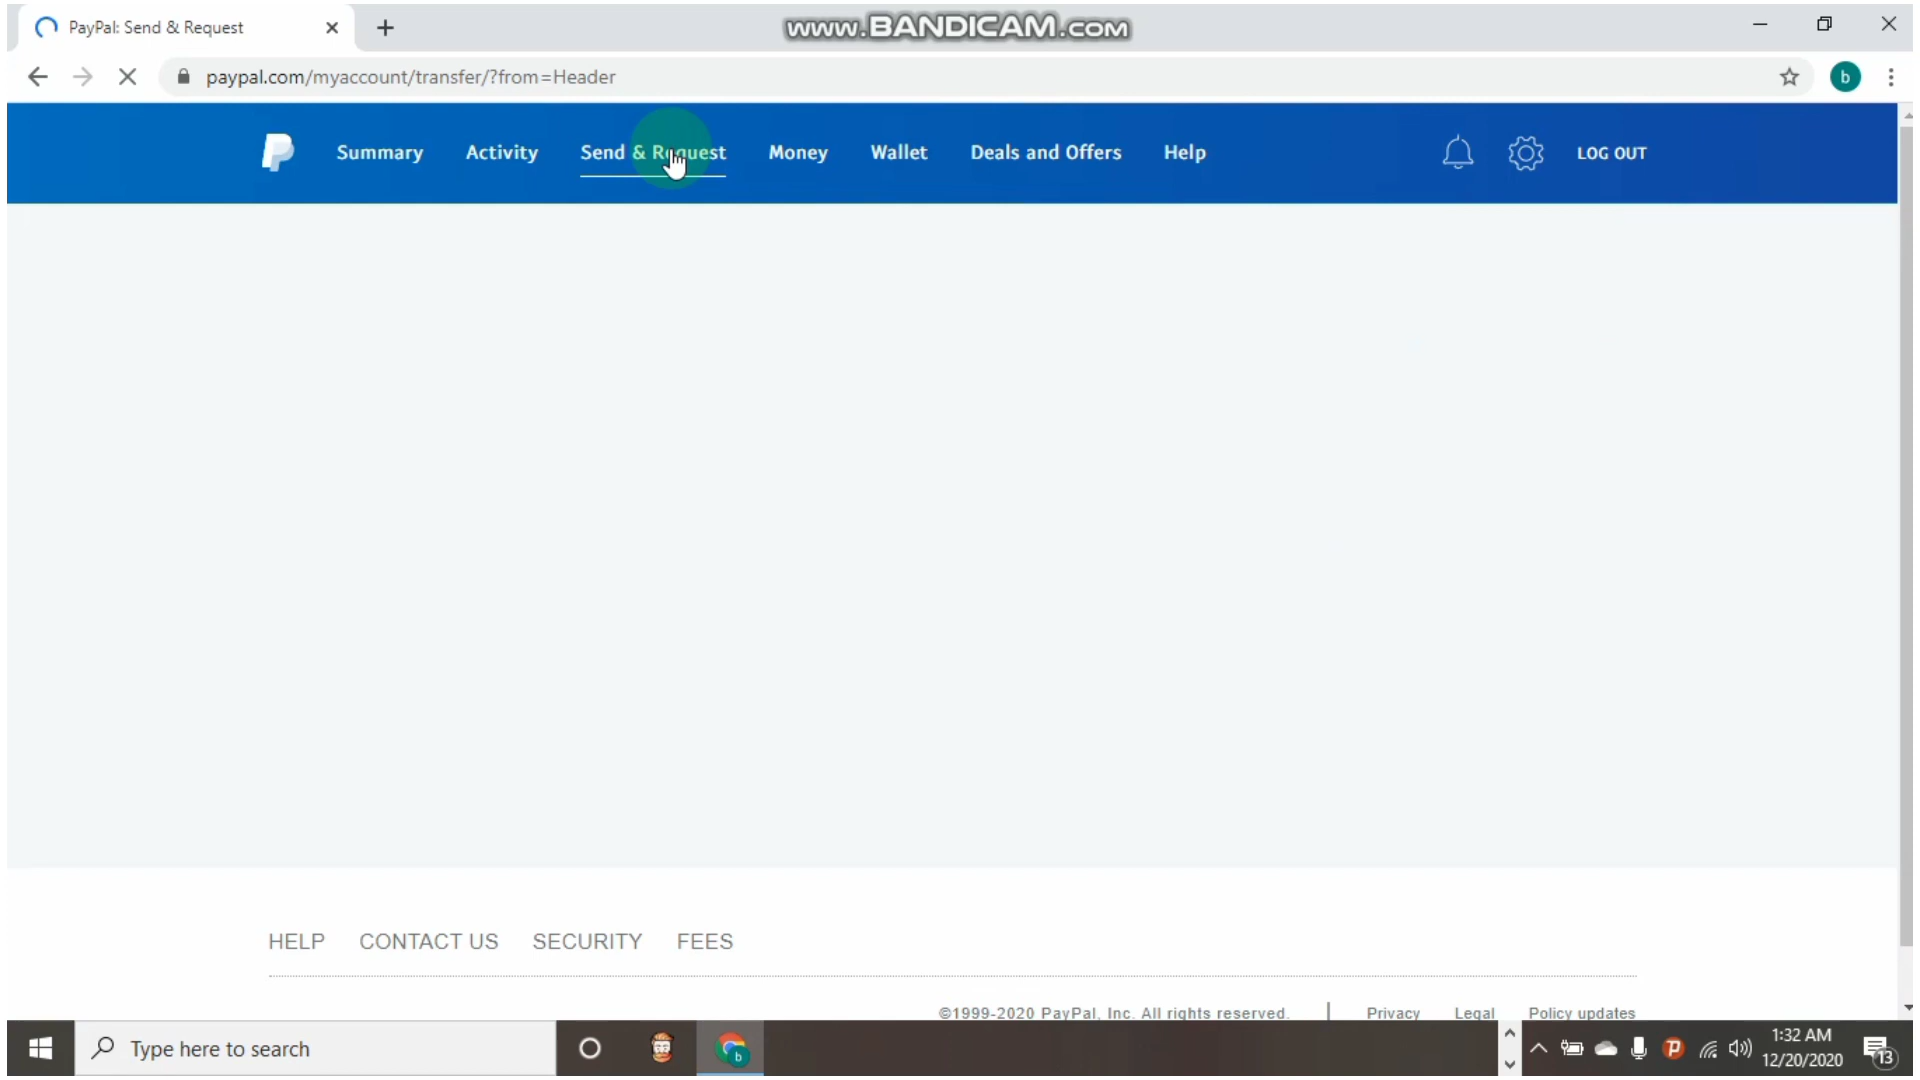 PayPal: Send & Request
www.BANDICAM.com
paypal.com/myaccount/transfer/?from=Header
b
Summary Activity Send & Request Money Wallet Deals and Offers Help LOG OUT
HELP CONTACT US SECURITY FEES
©1999-2020 PayPal, Inc. All rights reserved. | Privacy Legal Policy updates
Type here to search
b
1:32 AM
12/20/2020
13